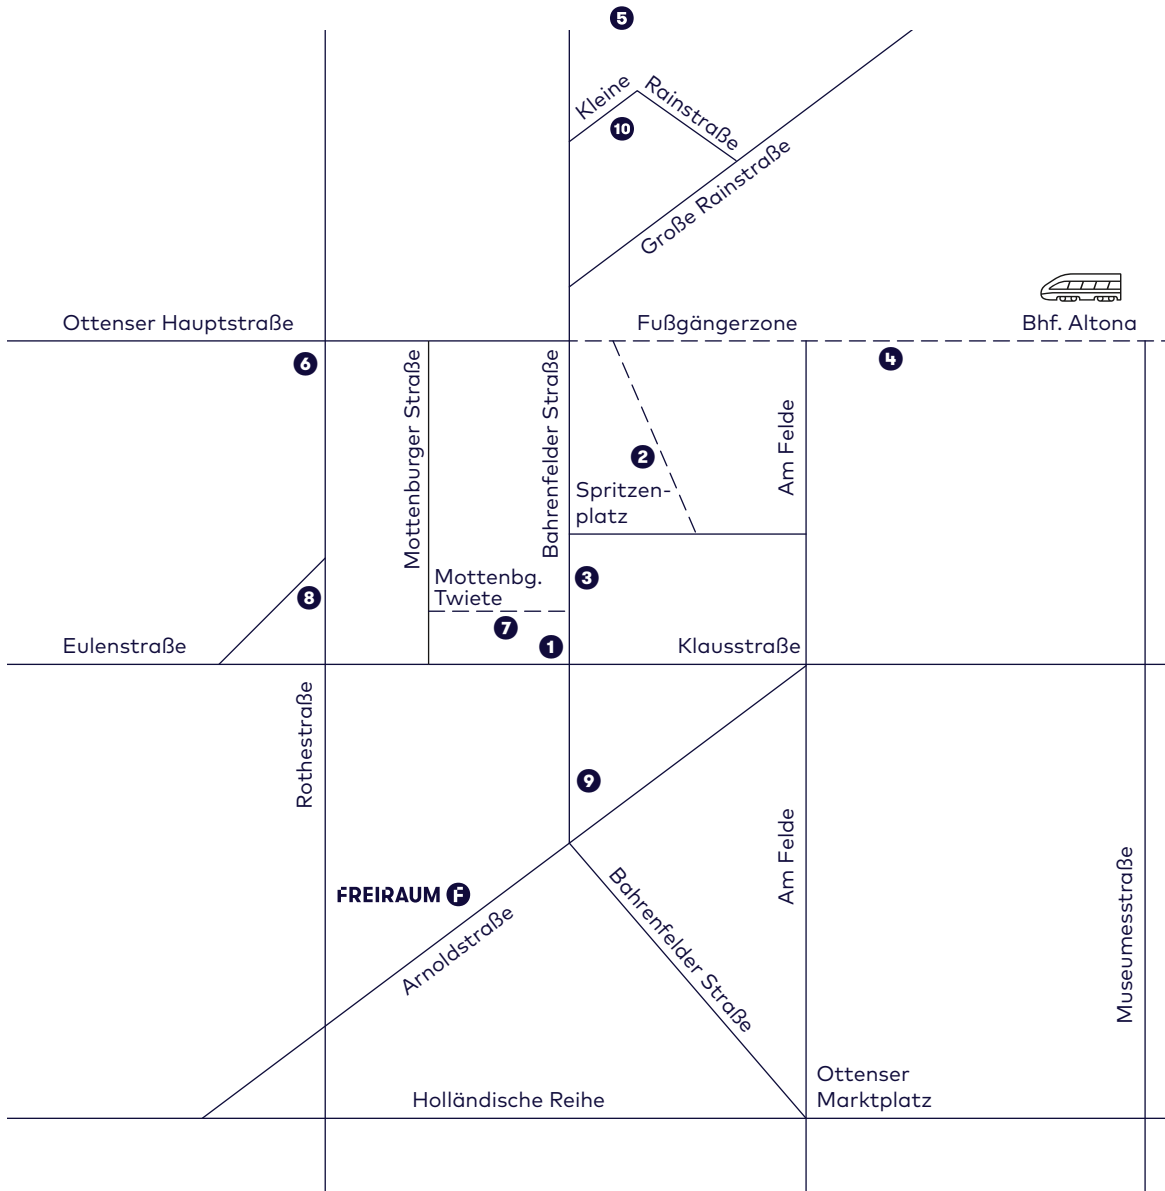 5
Kleine
Rainstraße
10
Große Rainstraße
Ottenser Hauptstraße
Fußgängerzone
Bhf. Altona
6
4
Mottenburger Straße
Bahrenfelder Straße
Am Felde
2
Spritzen-
platz
Mottenbg.
Twiete
3
8
7
1
Eulenstraße
Klausstraße
Rothestraße
9
Am Felde
FREIRAUM F
Arnoldstraße
Bahrenfelder Straße
Museumesstraße
Ottenser
Marktplatz
Holländische Reihe